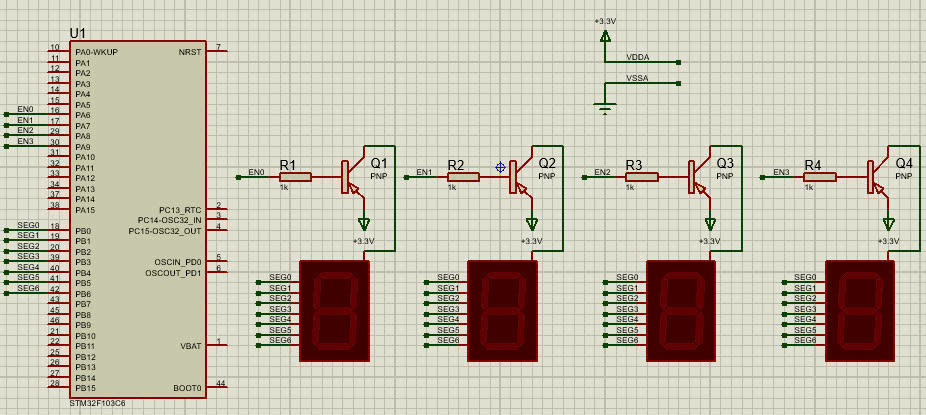 U1
10 PA0-WKUP NRST 7
11 PA1
12 PA2
13 PA3
14 PA4
15 PA5
EN0 16 PA6
EN1 17 PA7
EN2 29 PA8
EN3 30 PA9
31 PA10
32 PA11
33 PA12
34 PA13
37 PA14
38 PA15
PC13_RTC 2
PC14-OSC32_IN 3
PC15-OSC32_OUT 4
SEG0 18 PB0
SEG1 19 PB1
SEG2 20 PB2
SEG3 39 PB3
SEG4 40 PB4
SEG5 41 PB5
SEG6 42 PB6
43 PB7
45 PB8
46 PB9
21 PB10
22 PB11
25 PB12
26 PB13
27 PB14
28 PB15
OSCIN_PD0 5
OSCOUT_PD1 6
VBAT 1
BOOT0 44
STM32F103C6
+3.3V
VDDA
VSSA
EN0 R1 1k Q1 PNP
+3.3V
SEG0
SEG1
SEG2
SEG3
SEG4
SEG5
SEG6
EN1 R2 1k Q2 PNP
+3.3V
SEG0
SEG1
SEG2
SEG3
SEG4
SEG5
SEG6
EN2 R3 1k Q3 PNP
+3.3V
SEG0
SEG1
SEG2
SEG3
SEG4
SEG5
SEG6
EN3 R4 1k Q4 PNP
+3.3V
SEG0
SEG1
SEG2
SEG3
SEG4
SEG5
SEG6